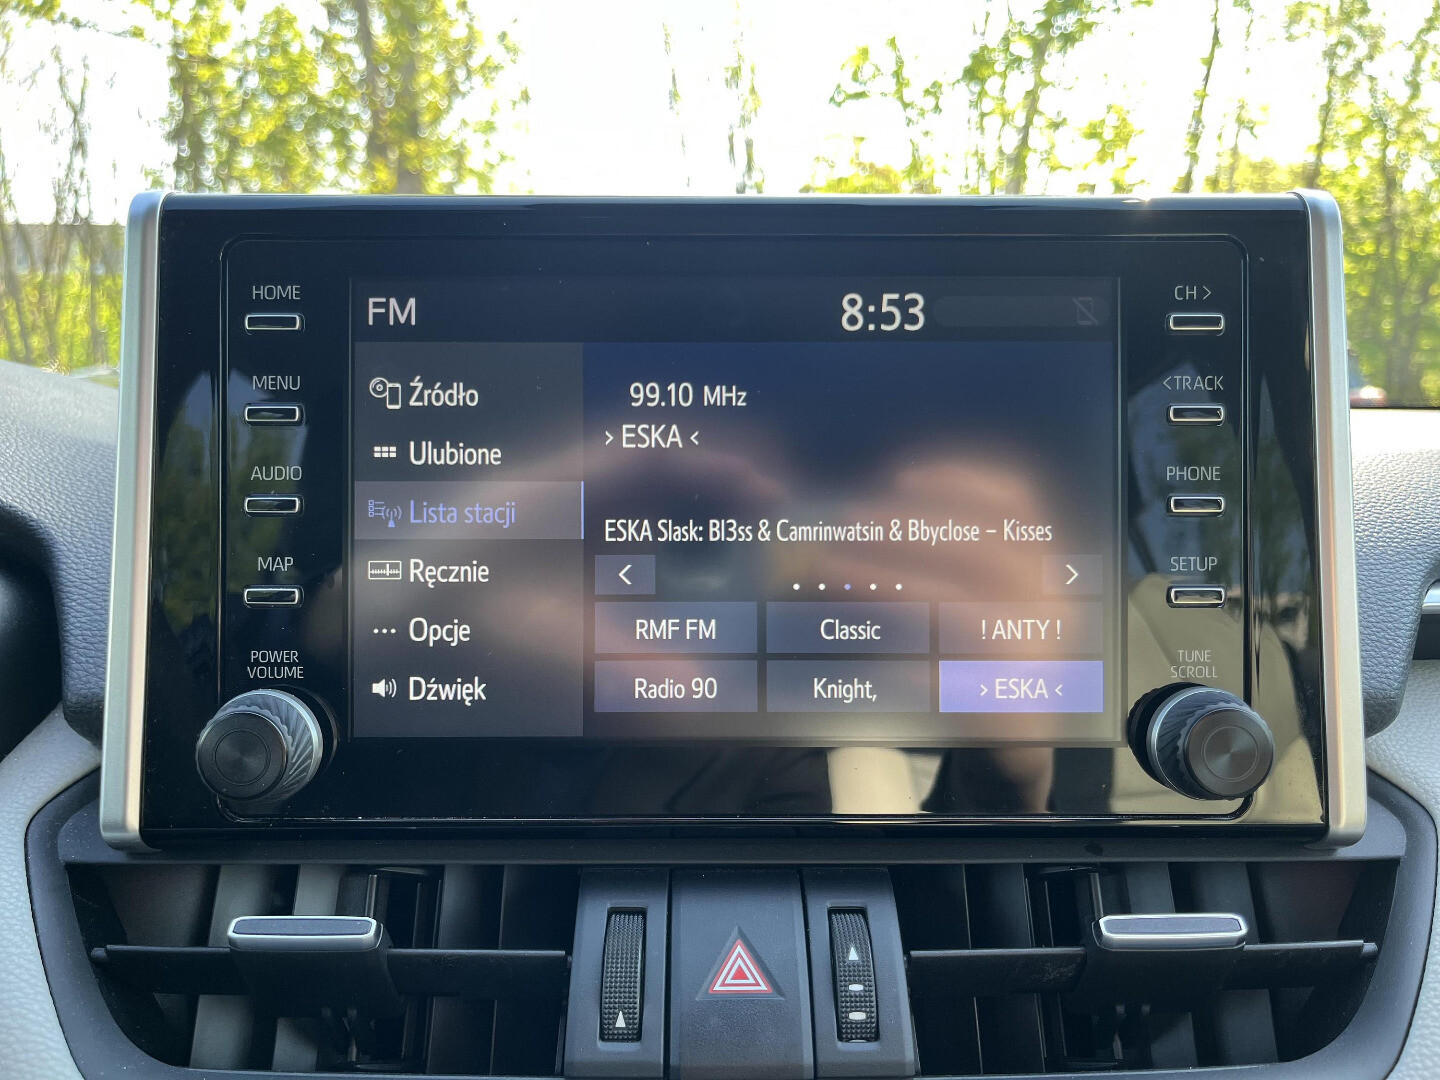 HOME
MENU
AUDIO
MAP
POWER
VOLUME
FM
8:53
Źródło
Ulubione
Lista stacji
Ręcznie
Opcje
Dźwięk
99.10 MHz
› ESKA ‹
ESKA Slask: Bl3ss & Camrinwatsin & Bbyclose – Kisses
RMF FM
Classic
! ANTY !
Radio 90
Knight,
› ESKA ‹
CH >
<TRACK
PHONE
SETUP
TUNE
SCROLL